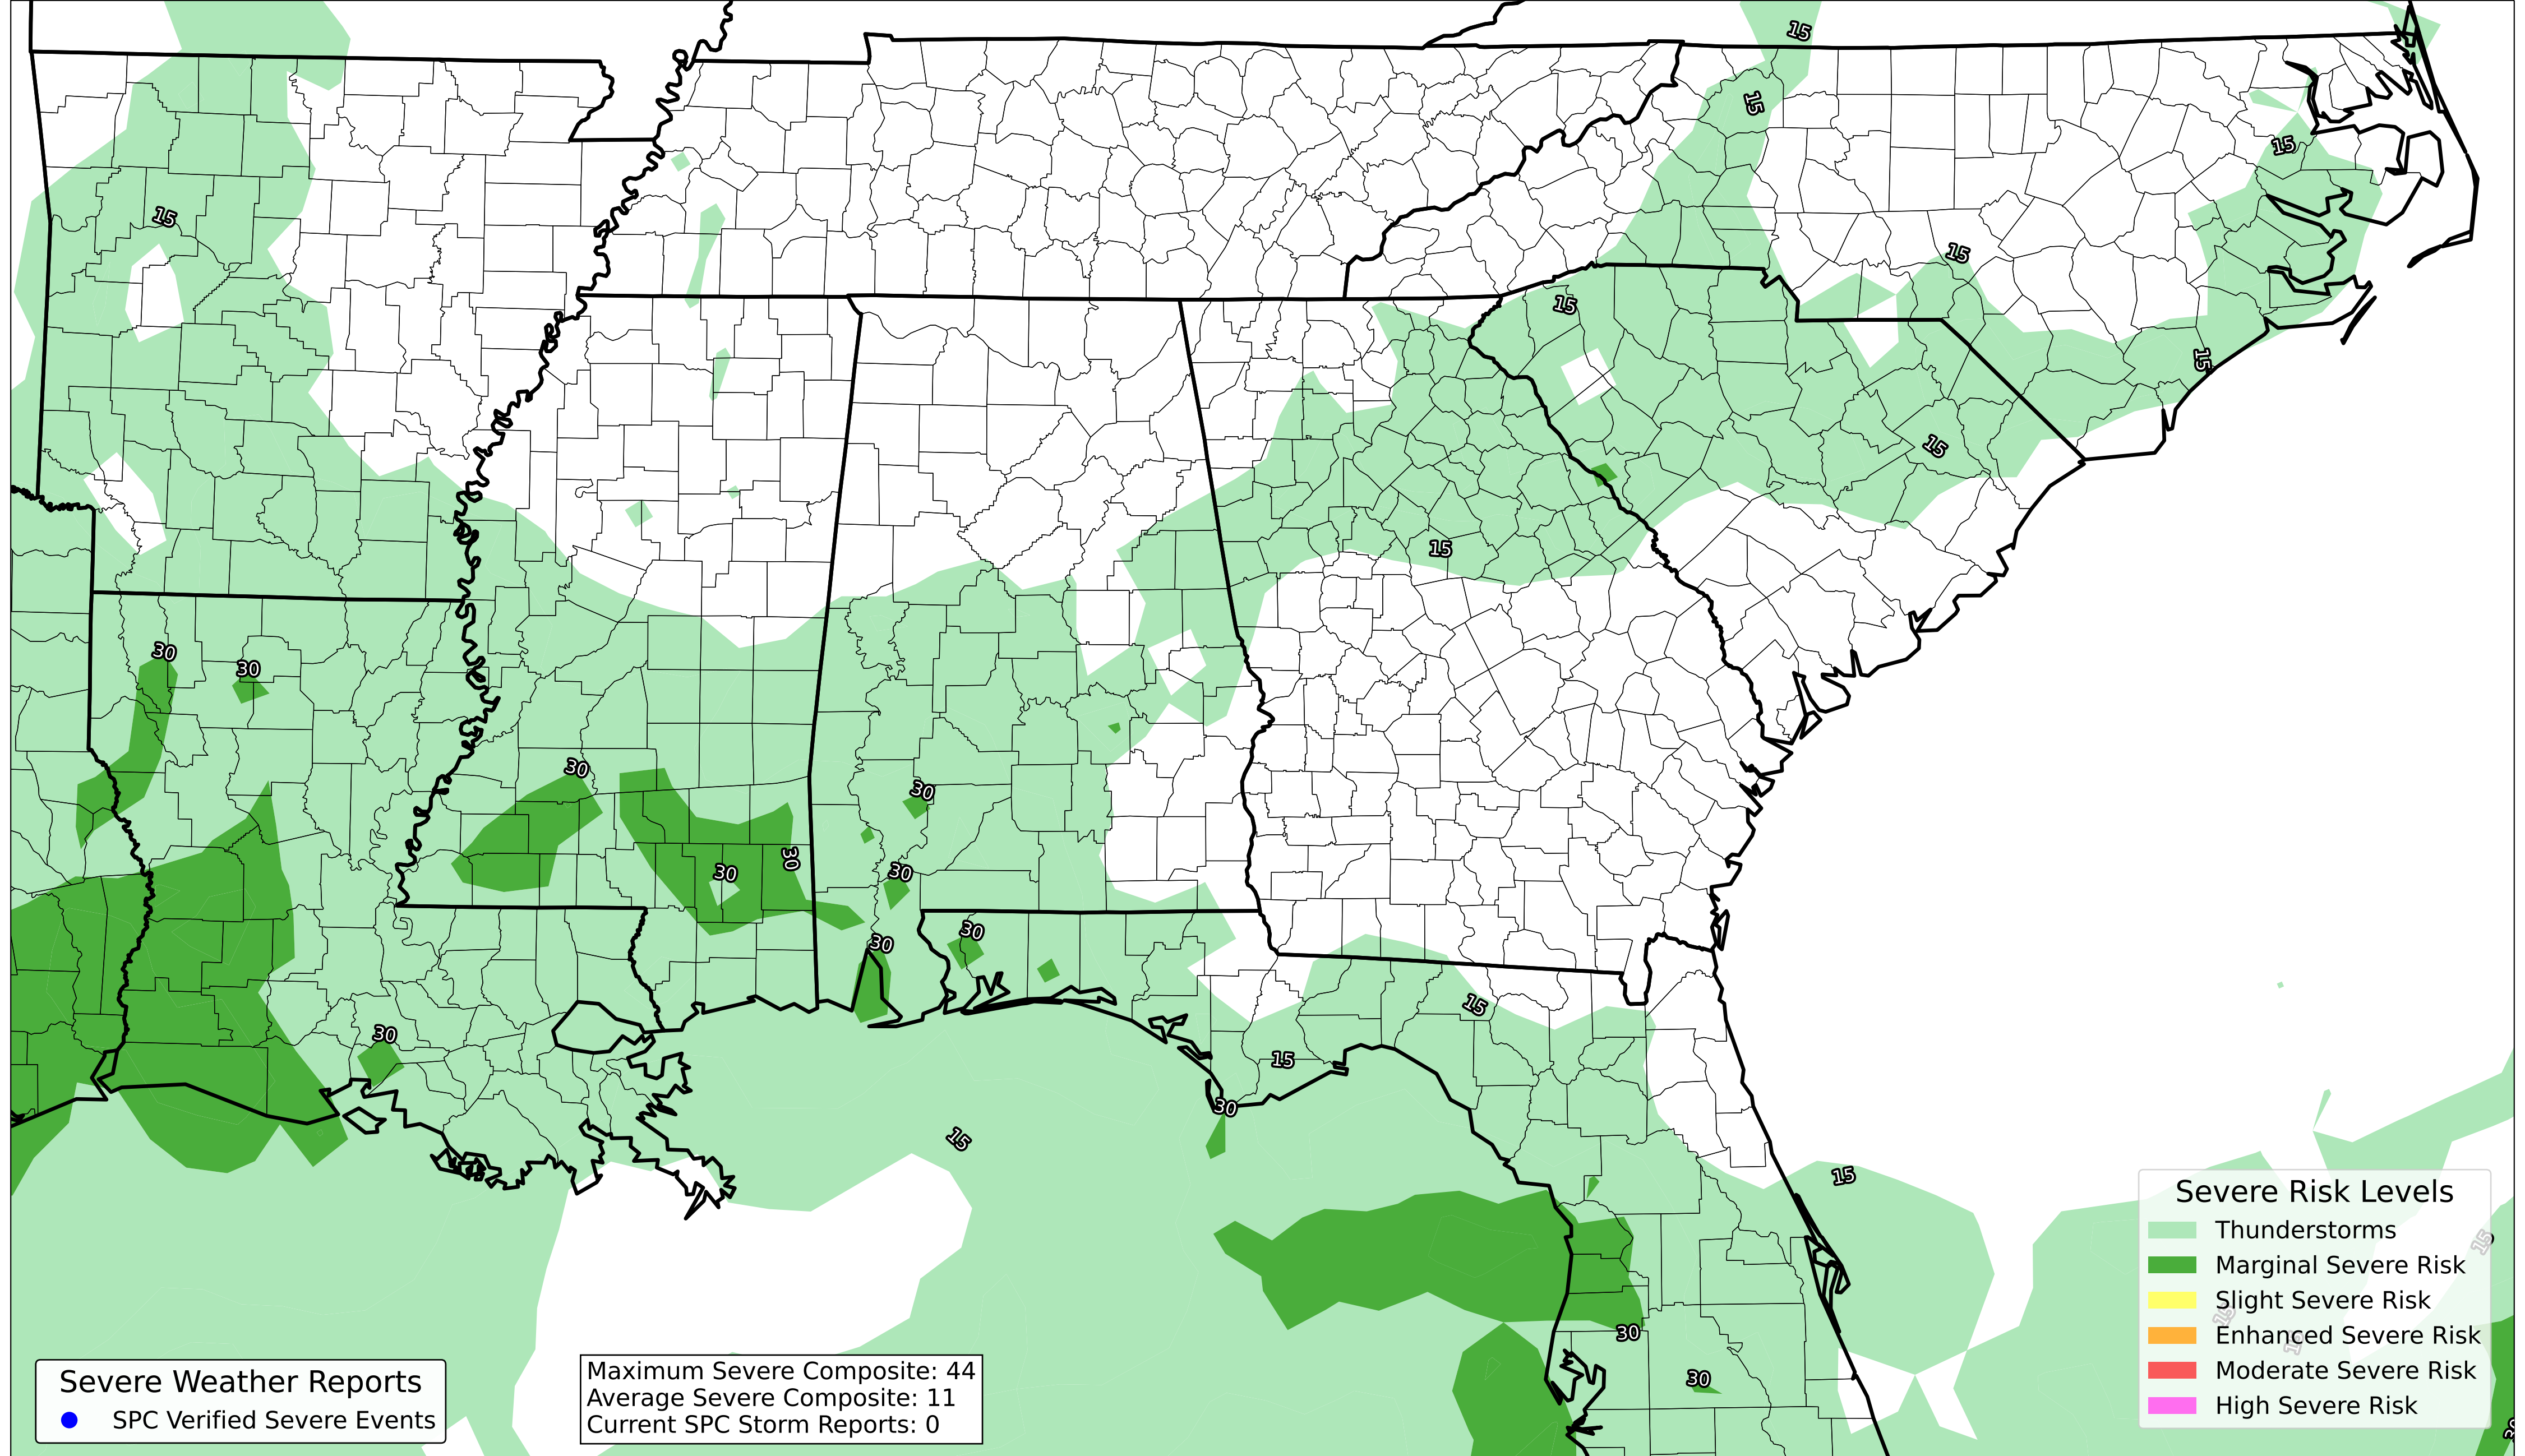 15
15
15
15
15
15
15
15
15
30
30
30
30
30
30
30
30
30
15
15
30
30
15
15
30
30
15
15
15
30
Severe Risk Levels
Thunderstorms
Marginal Severe Risk
Slight Severe Risk
Enhanced Severe Risk
Moderate Severe Risk
High Severe Risk
Severe Weather Reports
SPC Verified Severe Events
Maximum Severe Composite: 44
Average Severe Composite: 11
Current SPC Storm Reports: 0